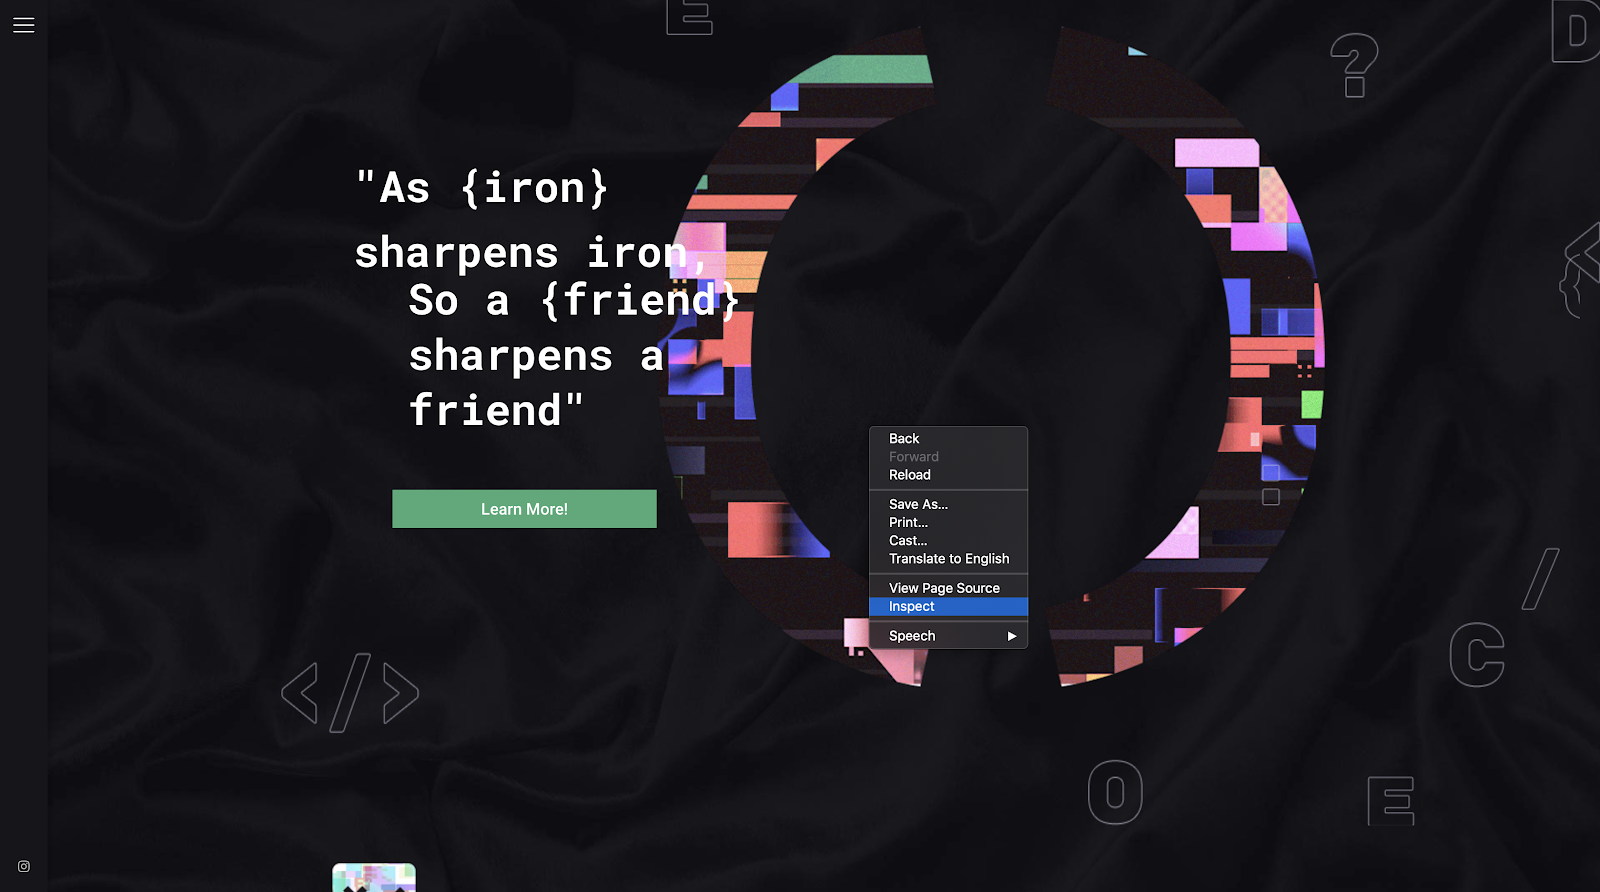 E
D
?
"As {iron}
sharpens iron,
So a {friend}
sharpens a
friend"
<
{
Learn More!
Back
Forward
Reload
Save As...
Print...
Cast...
Translate to English
View Page Source
Inspect
Speech
/
C
</>
O
E